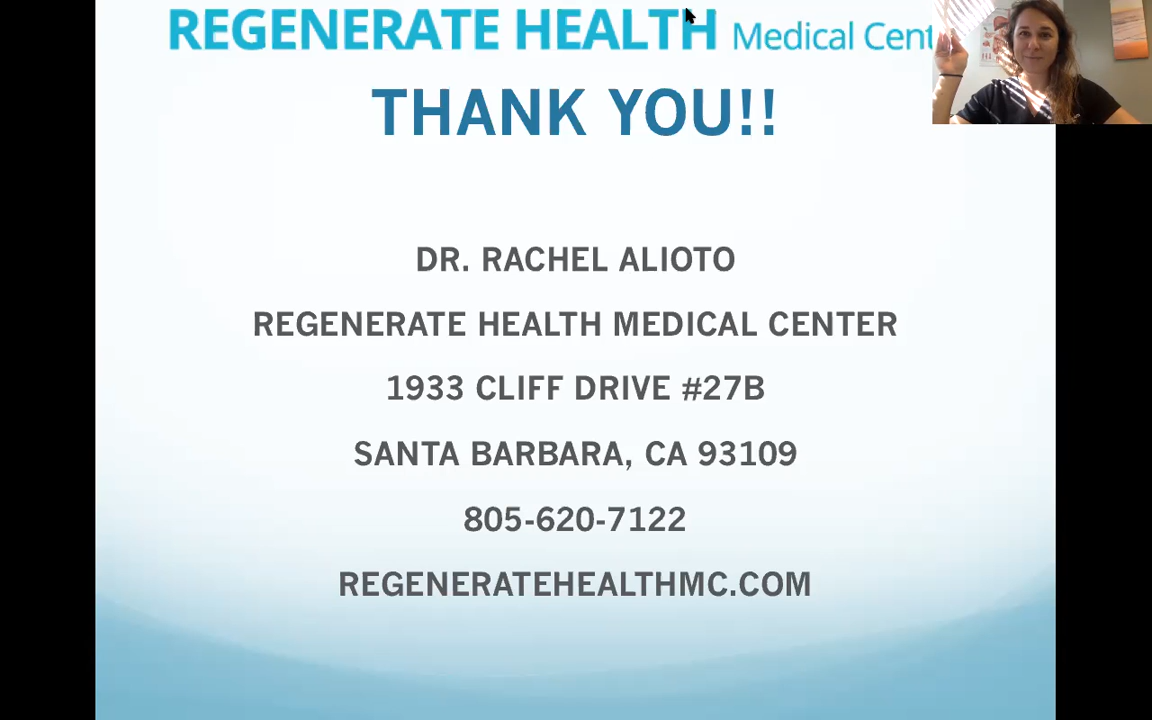 REGENERATE HEALTH Medical Cent
THANK YOU!!
DR. RACHEL ALIOTO
REGENERATE HEALTH MEDICAL CENTER
1933 CLIFF DRIVE #27B
SANTA BARBARA, CA 93109
805-620-7122
REGENERATEHEALTHMC.COM